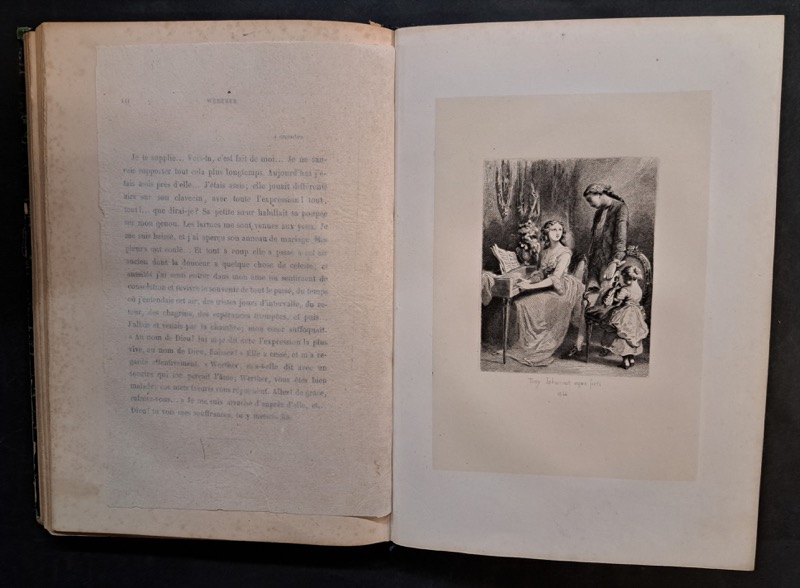 WERTHER
4 décembre.
Je te supplie... Vois-tu, c'est fait de moi... Je ne sau-
rais supporter tout cela plus longtemps. Aujourd'hui j'é-
tais assis près d'elle... J'étais assis; elle jouait différents
airs sur son clavecin, avec toute l'expression! tout,
tout!... que dirai-je? Sa petite sœur habillait sa poupée
sur mon genou. Les larmes me sont venues aux yeux. Je
me suis baissé, et j'ai aperçu son anneau de mariage. Mes
pleurs ont coulé... Et tout à coup elle a passé à cet air
ancien dont la douceur a quelque chose de céleste; et
aussitôt j'ai senti entrer dans mon âme un sentiment de
consolation et revivre le souvenir de tout le passé, du temps
où j'entendais cet air, des tristes jours d'intervalle, du re-
tour, des chagrins, des espérances trompées, et puis...
J'allais et venais par la chambre, mon cœur suffoquait.
« Au nom de Dieu! lui ai-je dit avec l'expression la plus
vive, au nom de Dieu, finissez! » Elle a cessé, et m'a re-
gardé attentivement. « Werther, m'a-t-elle dit avec un
sourire qui me perçait l'âme; Werther, vous êtes bien
malade; vos mets favoris vous répugnent. Allez! de grâce,
calmez-vous. » Je me suis arraché d'auprès d'elle, et...
Dieu! tu vois mes souffrances, tu y mettras fin.
Tony Johannot